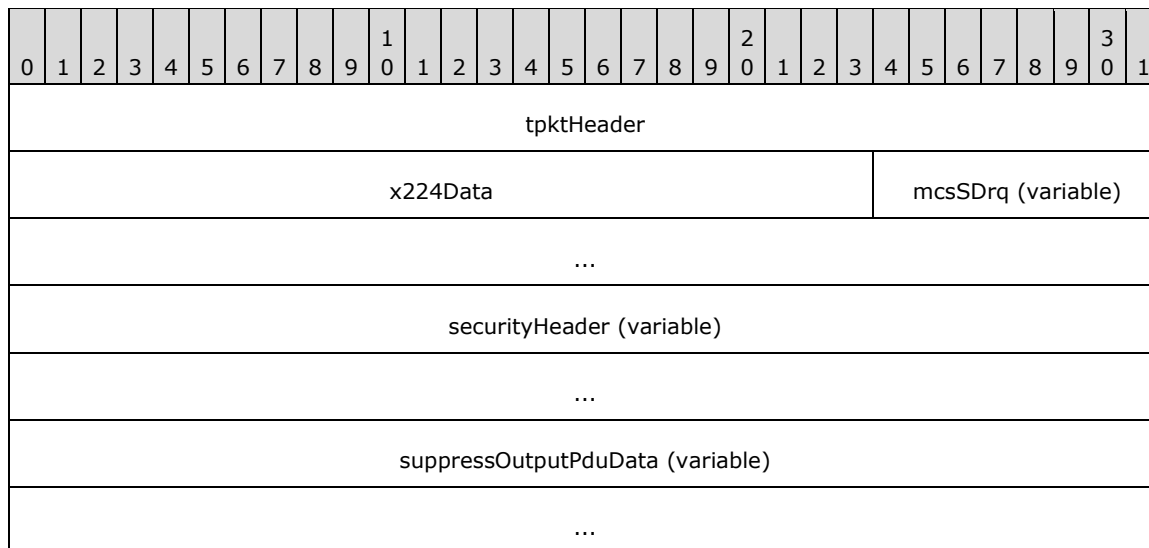 1 2 3
0 1 2 3 4 5 6 7 8 9 0 1 2 3 4 5 6 7 8 9 0 1 2 3 4 5 6 7 8 9 0 1
tpktHeader
x224Data mcsSDrq (variable)
...
securityHeader (variable)
...
suppressOutputPduData (variable)
...